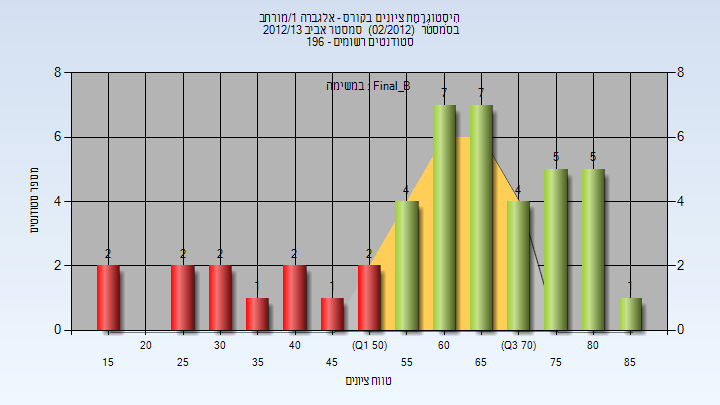 היסטוגרמת ציונים בקורס - אלגברה 1/מורחב
בסמסטר (02/2012) סמסטר אביב 2012/13
סטודנטים רשומים - 196
במשימה : Final_B
מספר סטודנטים
8 8
6 6
4 4
2 2
0 0
2 2 2 1 2 1 2 4 7 7 4 5 5 1
20 30 40 (Q1 50) 60 (Q3 70) 80
15 25 35 45 55 65 75 85
טווח ציונים